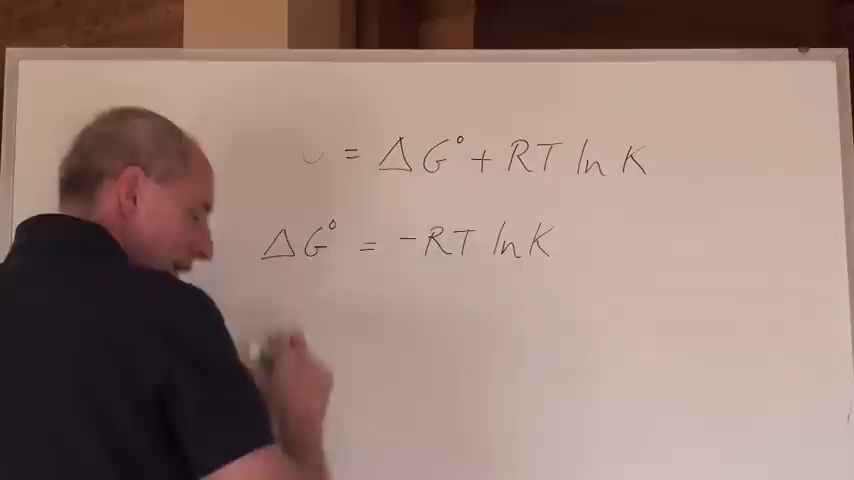 = ΔG° + RT ln K
ΔG° = -RT ln K